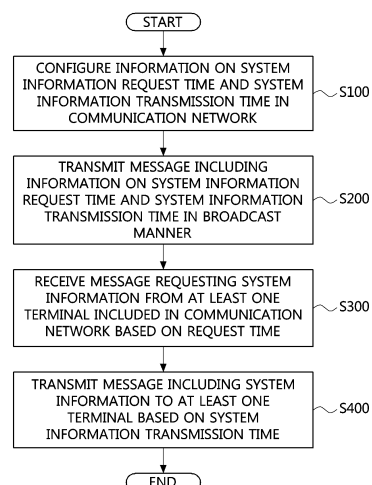 START
CONFIGURE INFORMATION ON SYSTEM
INFORMATION REQUEST TIME AND SYSTEM
INFORMATION TRANSMISSION TIME IN
COMMUNICATION NETWORK
S100
TRANSMIT MESSAGE INCLUDING
INFORMATION ON SYSTEM INFORMATION
REQUEST TIME AND SYSTEM INFORMATION
TRANSMISSION TIME IN BROADCAST
MANNER
S200
RECEIVE MESSAGE REQUESTING SYSTEM
INFORMATION FROM AT LEAST ONE
TERMINAL INCLUDED IN COMMUNICATION
NETWORK BASED ON REQUEST TIME
S300
TRANSMIT MESSAGE INCLUDING SYSTEM
INFORMATION TO AT LEAST ONE
TERMINAL BASED ON SYSTEM
INFORMATION TRANSMISSION TIME
S400
END